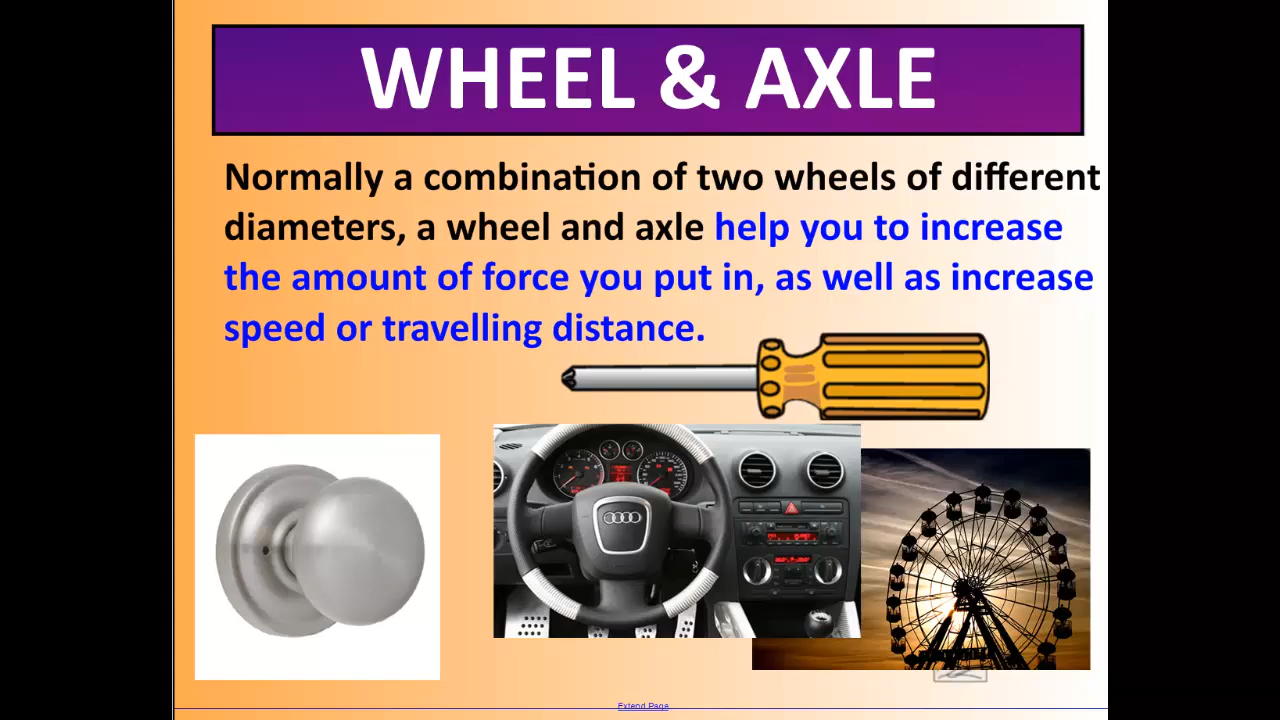 WHEEL & AXLE
Normally a combination of two wheels of different
diameters, a wheel and axle help you to increase
the amount of force you put in, as well as increase
speed or travelling distance.
Extend Page